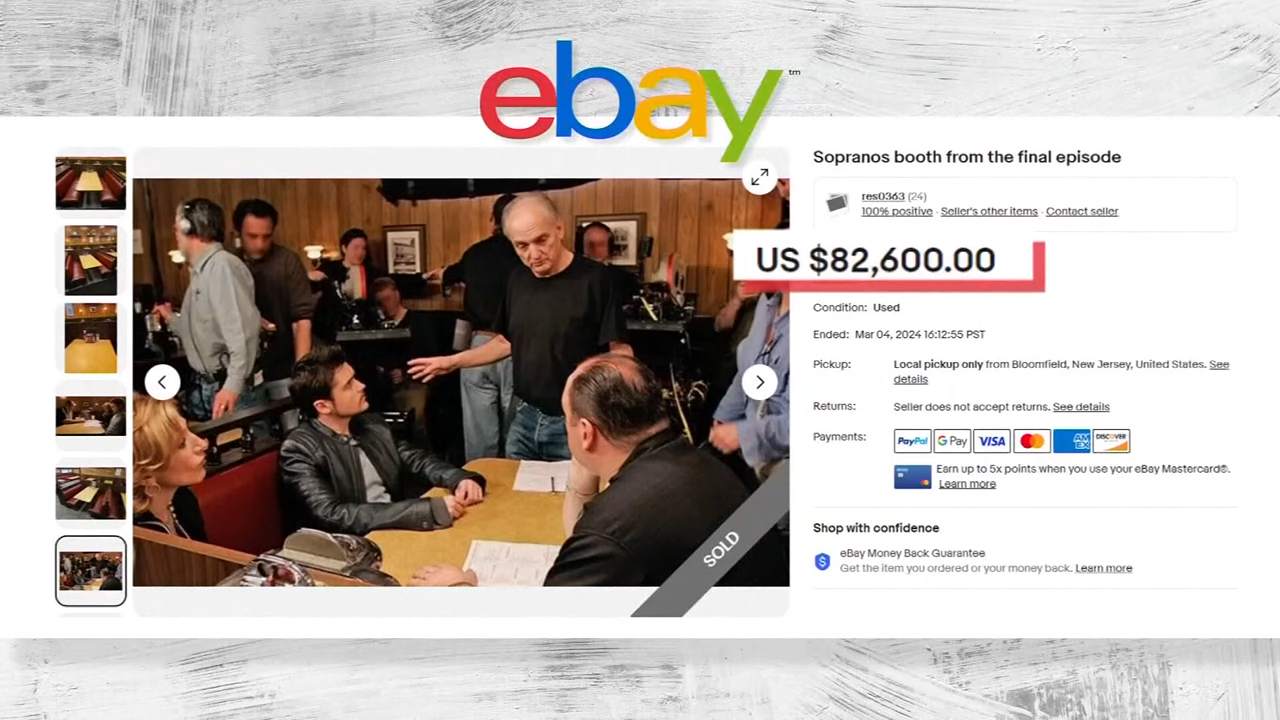 ebay™
Sopranos booth from the final episode
res0363 (24)
100% positive · Seller's other items · Contact seller
US $82,600.00
Condition: Used
Ended: Mar 04, 2024 16:12:55 PST
Pickup: Local pickup only from Bloomfield, New Jersey, United States. See
details
Returns: Seller does not accept returns. See details
Payments: PayPal G Pay VISA MasterCard AM EX DISCOVER
Earn up to 5x points when you use your eBay Mastercard®.
Learn more
SOLD
Shop with confidence
eBay Money Back Guarantee
Get the item you ordered or your money back. Learn more